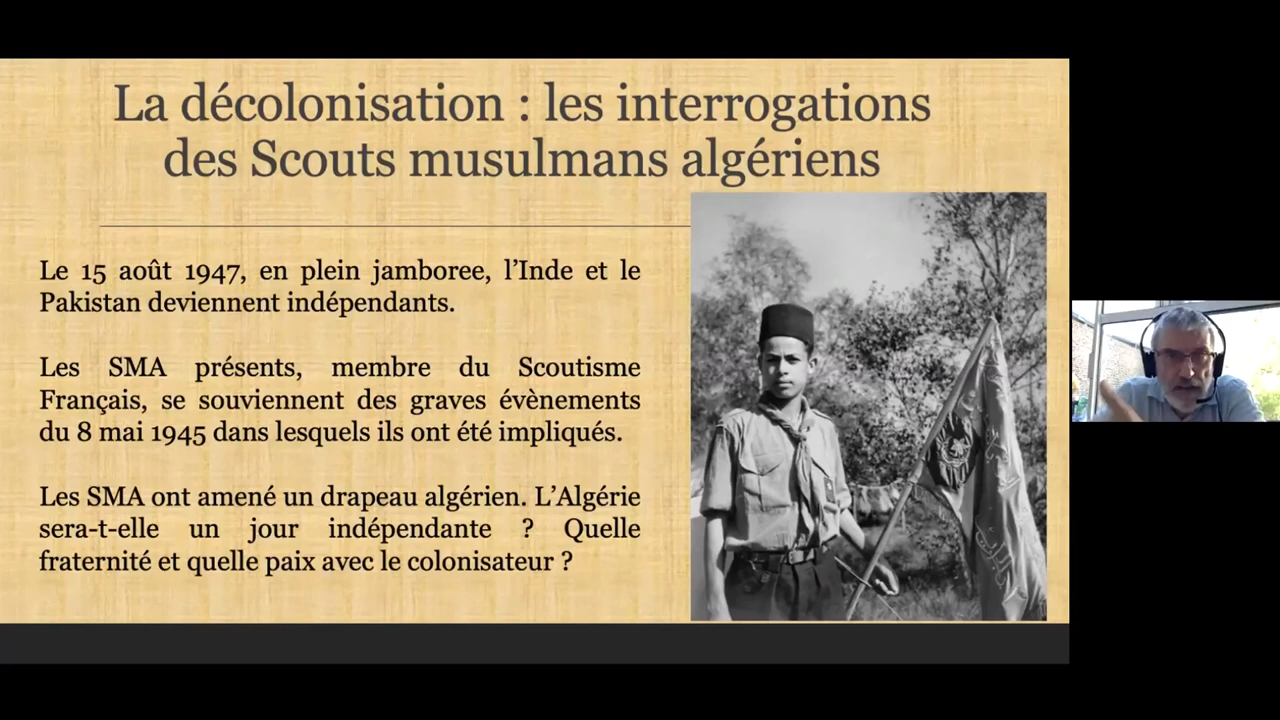 La décolonisation : les interrogations
des Scouts musulmans algériens
Le 15 août 1947, en plein jamboree, l’Inde et le
Pakistan deviennent indépendants.
Les SMA présents, membre du Scoutisme
Français, se souviennent des graves évènements
du 8 mai 1945 dans lesquels ils ont été impliqués.
Les SMA ont amené un drapeau algérien. L’Algérie
sera-t-elle un jour indépendante ? Quelle
fraternité et quelle paix avec le colonisateur ?